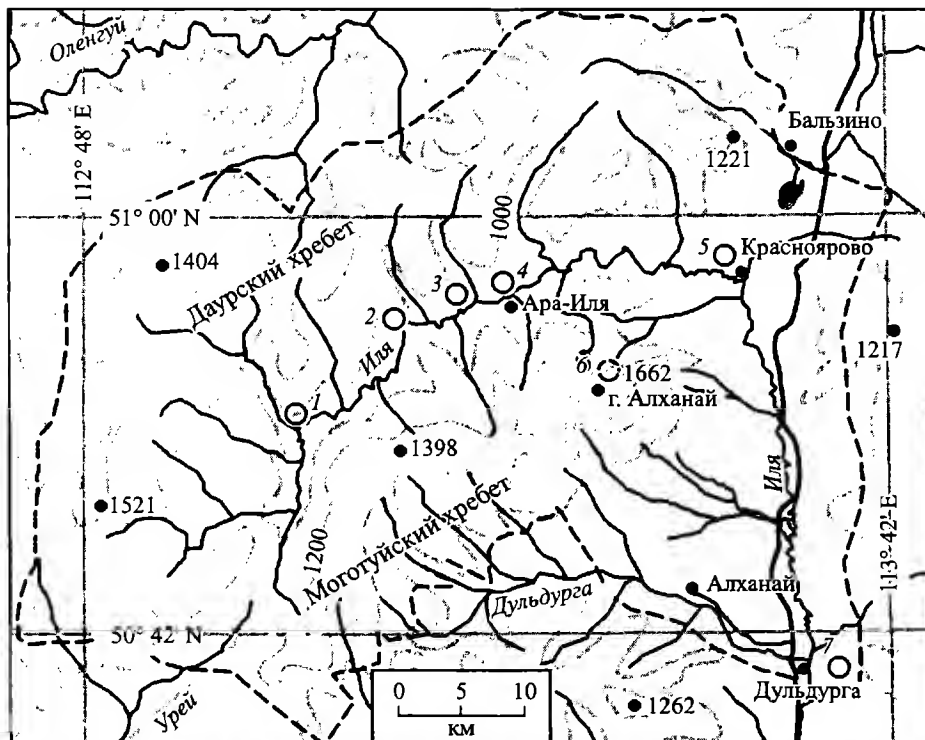 Оленгуй
112° 48' E
Бальзино
1221
51° 00' N
1000
1404
Даурский хребет
5
Красноярово
4
3
Ара-Иля
2
Иля
1217
6
1662
г. Алханай
1
1398
Иля
1521
1200
Моготуйский хребет
113° 42' E
Алханай
Дульдурга
50° 42' N
7
Дульдурга
Урей
0 5 10
км
1262